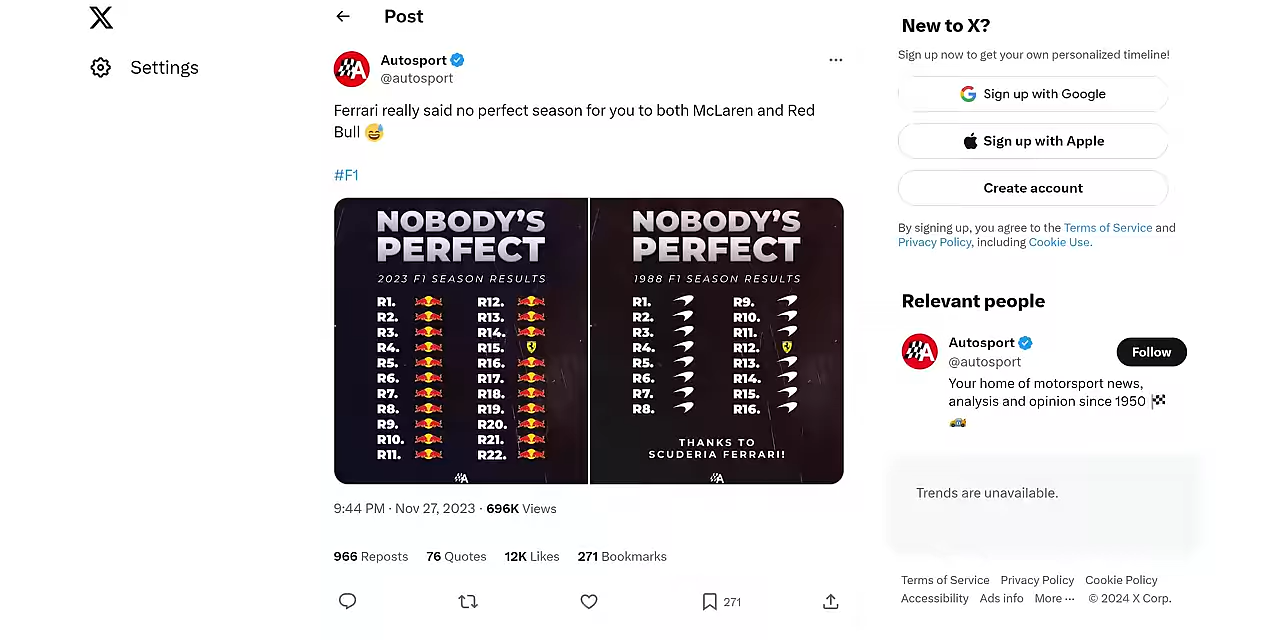 Settings
Post
Autosport
@autosport
Ferrari really said no perfect season for you to both McLaren and Red
Bull 😅
#F1
NOBODY'S
PERFECT
2023 F1 SEASON RESULTS
R1. R12.
R2. R13.
R3. R14.
R4. R15.
R5. R16.
R6. R17.
R7. R18.
R8. R19.
R9. R20.
R10. R21.
R11. R22.
NOBODY'S
PERFECT
1988 F1 SEASON RESULTS
R1. R9.
R2. R10.
R3. R11.
R4. R12.
R5. R13.
R6. R14.
R7. R15.
R8. R16.
THANKS TO
SCUDERIA FERRARI!
9:44 PM · Nov 27, 2023 · 696K Views
966 Reposts 76 Quotes 12K Likes 271 Bookmarks
271
New to X?
Sign up now to get your own personalized timeline!
Sign up with Google
Sign up with Apple
Create account
By signing up, you agree to the Terms of Service and
Privacy Policy, including Cookie Use.
Relevant people
Autosport
@autosport
Follow
Your home of motorsport news,
analysis and opinion since 1950 🏁
🚗
Trends are unavailable.
Terms of Service Privacy Policy Cookie Policy
Accessibility Ads info More ··· © 2024 X Corp.